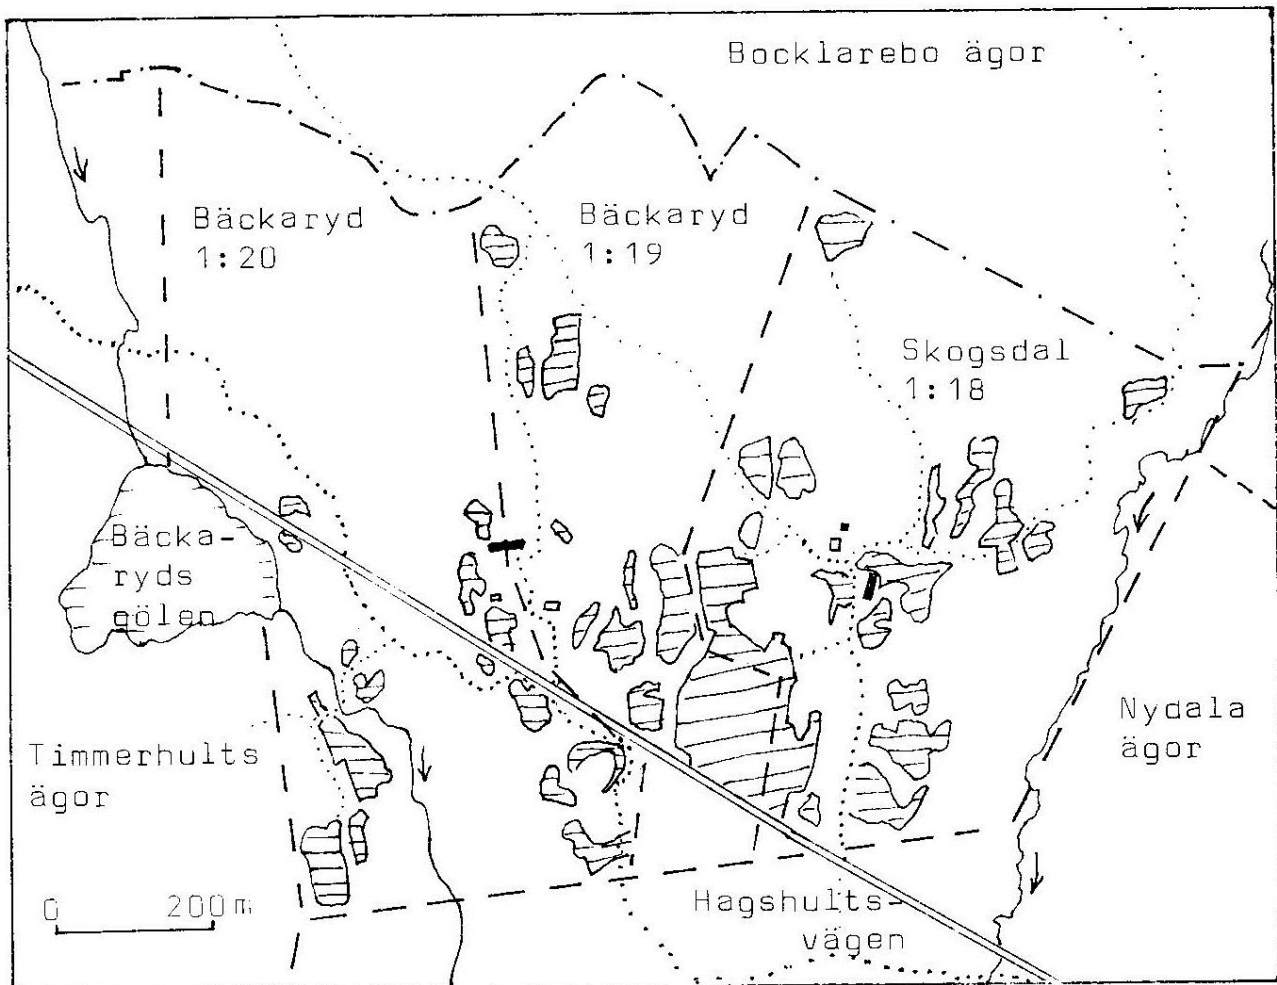 Bocklarebo ägor
Bäckaryd
1:20
Bäckaryd
1:19
Skogsdal
1:18
Bäcka-
ryds
gölen
Timmerhults
ägor
Nydala
ägor
0 200m
Hagshults-
vägen